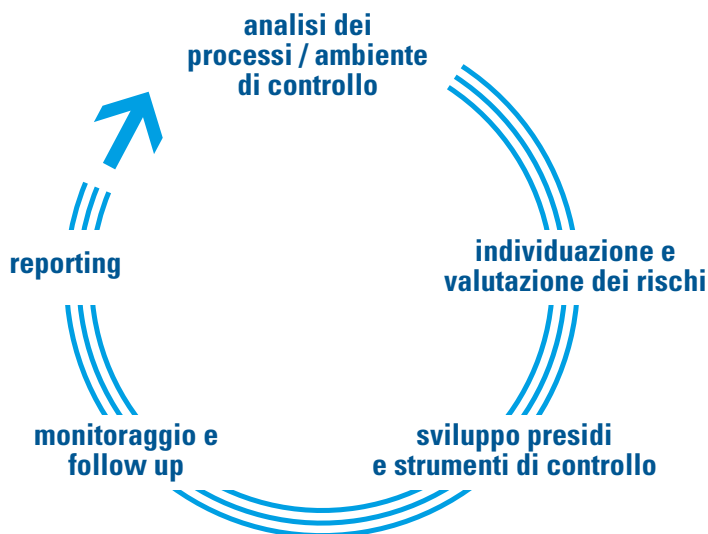 analisi dei
processi / ambiente
di controllo
individuazione e
valutazione dei rischi
sviluppo presidi
e strumenti di controllo
monitoraggio e
follow up
reporting